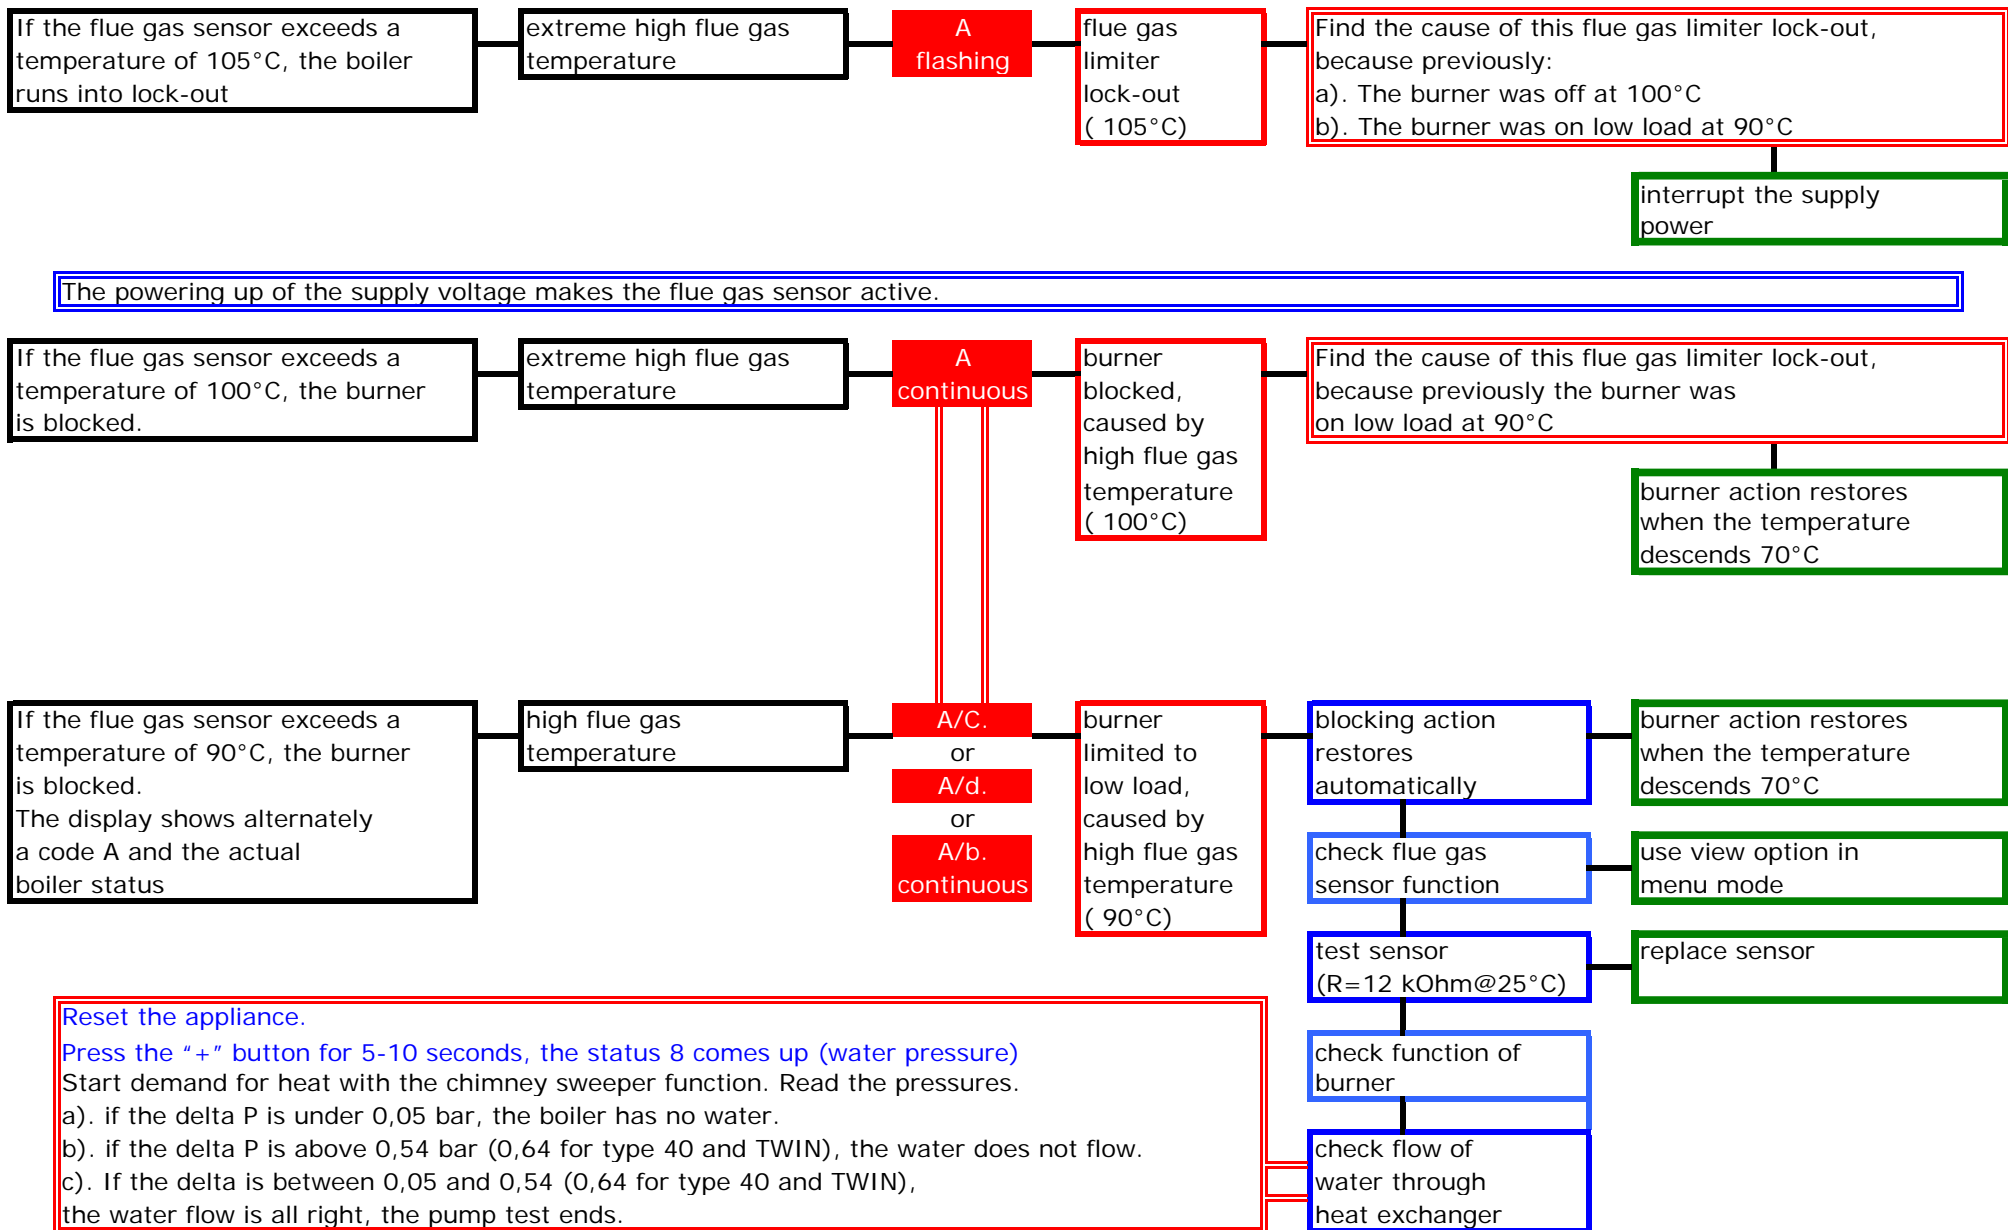 If the flue gas sensor exceeds a
temperature of 105°C, the boiler
runs into lock-out
extreme high flue gas
temperature
A
flashing
flue gas
limiter
lock-out
( 105°C)
Find the cause of this flue gas limiter lock-out,
because previously:
a). The burner was off at 100°C
b). The burner was on low load at 90°C
interrupt the supply
power
The powering up of the supply voltage makes the flue gas sensor active.
If the flue gas sensor exceeds a
temperature of 100°C, the burner
is blocked.
extreme high flue gas
temperature
A
continuous
burner
blocked,
caused by
high flue gas
temperature
( 100°C)
Find the cause of this flue gas limiter lock-out,
because previously the burner was
on low load at 90°C
burner action restores
when the temperature
descends 70°C
If the flue gas sensor exceeds a
temperature of 90°C, the burner
is blocked.
The display shows alternately
a code A and the actual
boiler status
high flue gas
temperature
A/C.
or
A/d.
or
A/b.
continuous
burner
limited to
low load,
caused by
high flue gas
temperature
( 90°C)
blocking action
restores
automatically
burner action restores
when the temperature
descends 70°C
check flue gas
sensor function
use view option in
menu mode
test sensor
(R=12 kOhm@25°C)
replace sensor
check function of
burner
check flow of
water through
heat exchanger
Reset the appliance.
Press the “+” button for 5-10 seconds, the status 8 comes up (water pressure)
Start demand for heat with the chimney sweeper function. Read the pressures.
a). if the delta P is under 0,05 bar, the boiler has no water.
b). if the delta P is above 0,54 bar (0,64 for type 40 and TWIN), the water does not flow.
c). If the delta is between 0,05 and 0,54 (0,64 for type 40 and TWIN),
the water flow is all right, the pump test ends.